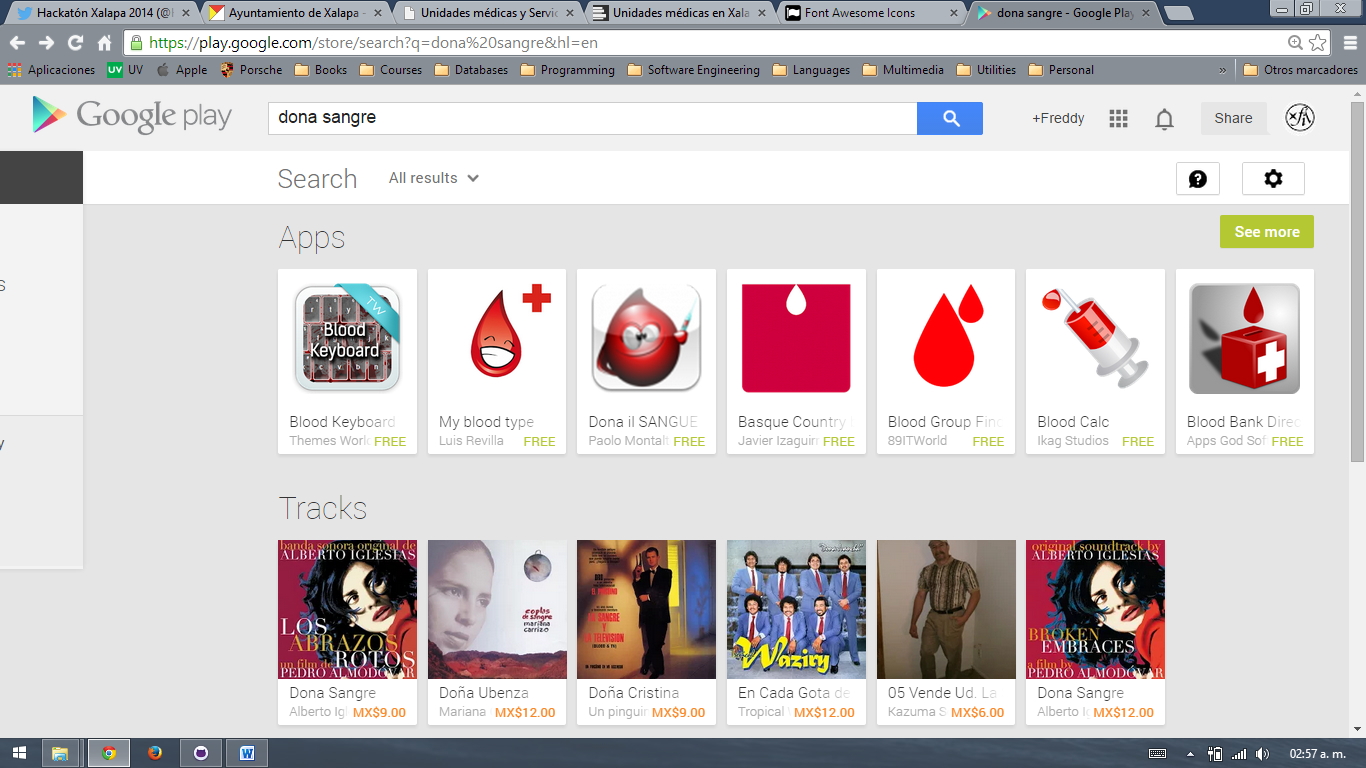 Hackatón Xalapa 2014 (@l
Ayuntamiento de Xalapa -
Unidades médicas y Servic
Unidades médicas en Xala
Font Awesome Icons
dona sangre - Google Play
https://play.google.com/store/search?q=dona%20sangre&hl=en
Aplicaciones UV UV Apple Porsche Books Courses Databases Programming Software Engineering Languages Multimedia Utilities Personal » Otros marcadores
Google play
dona sangre
+Freddy
Share
Search
All results
s
y
Apps
See more
TW
Blood
Keyboard
Blood Keyboard
Themes World FREE
My blood type
Luis Revilla FREE
Dona il SANGUE
Paolo Montalt FREE
Basque Country
Javier Izaguirr FREE
Blood Group Find
89ITWorld FREE
Blood Calc
Ikag Studios FREE
Blood Bank Direc
Apps God Sof FREE
Tracks
banda sonora original de
ALBERTO IGLESIAS
LOS
ABRAZOS
ROTOS
un film de
PEDRO ALMODÓVAR
Dona Sangre
Alberto Igl MX$9.00
coplas
de sangre
mariana
carrizo
Doña Ubenza
Mariana MX$12.00
Doña Cristina
Un pinguin MX$9.00
Waziry
En Cada Gota de
Tropical MX$12.00
05 Vende Ud. La
Kazuma S MX$6.00
original soundtrack by
ALBERTO IGLESIAS
BROKEN
EMBRACES
a film by
PEDRO ALMODÓVAR
Dona Sangre
Alberto Ig MX$12.00
02:57 a. m.